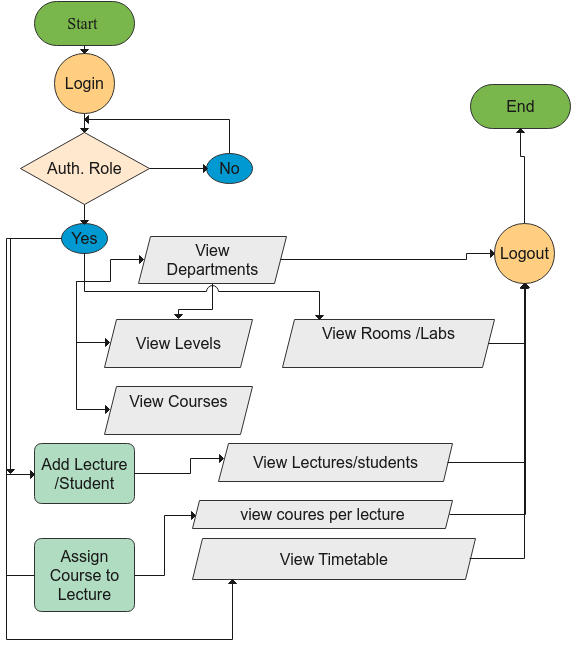 Start
Login
Auth. Role
No
End
Yes
View
Departments
Logout
View Levels
View Rooms /Labs
View Courses
Add Lecture
/Student
View Lectures/students
view coures per lecture
Assign
Course to
Lecture
View Timetable